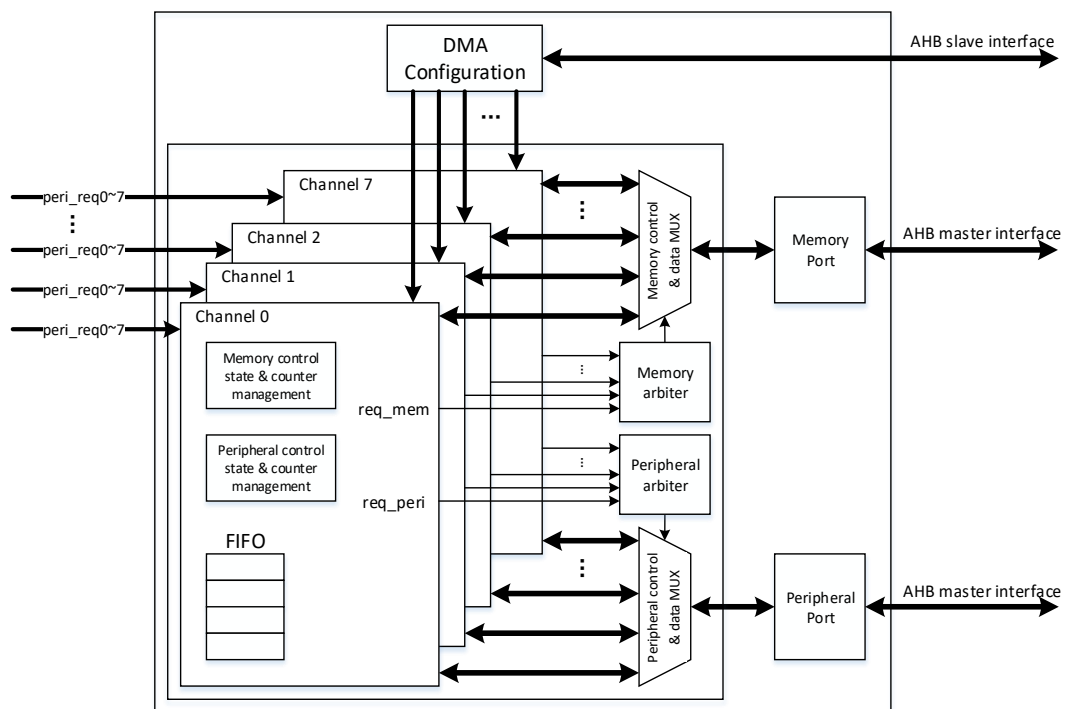 DMA
Configuration
AHB slave interface
...
Channel 7
peri_req0~7
...
...
Channel 2
peri_req0~7
Memory control
& data MUX
Memory
Port
AHB master interface
Channel 1
peri_req0~7
Channel 0
peri_req0~7
Memory control
state & counter
management
...
Memory
arbiter
req_mem
Peripheral control
state & counter
management
...
Peripheral
arbiter
req_peri
FIFO
...
Peripheral control
& data MUX
Peripheral
Port
AHB master interface